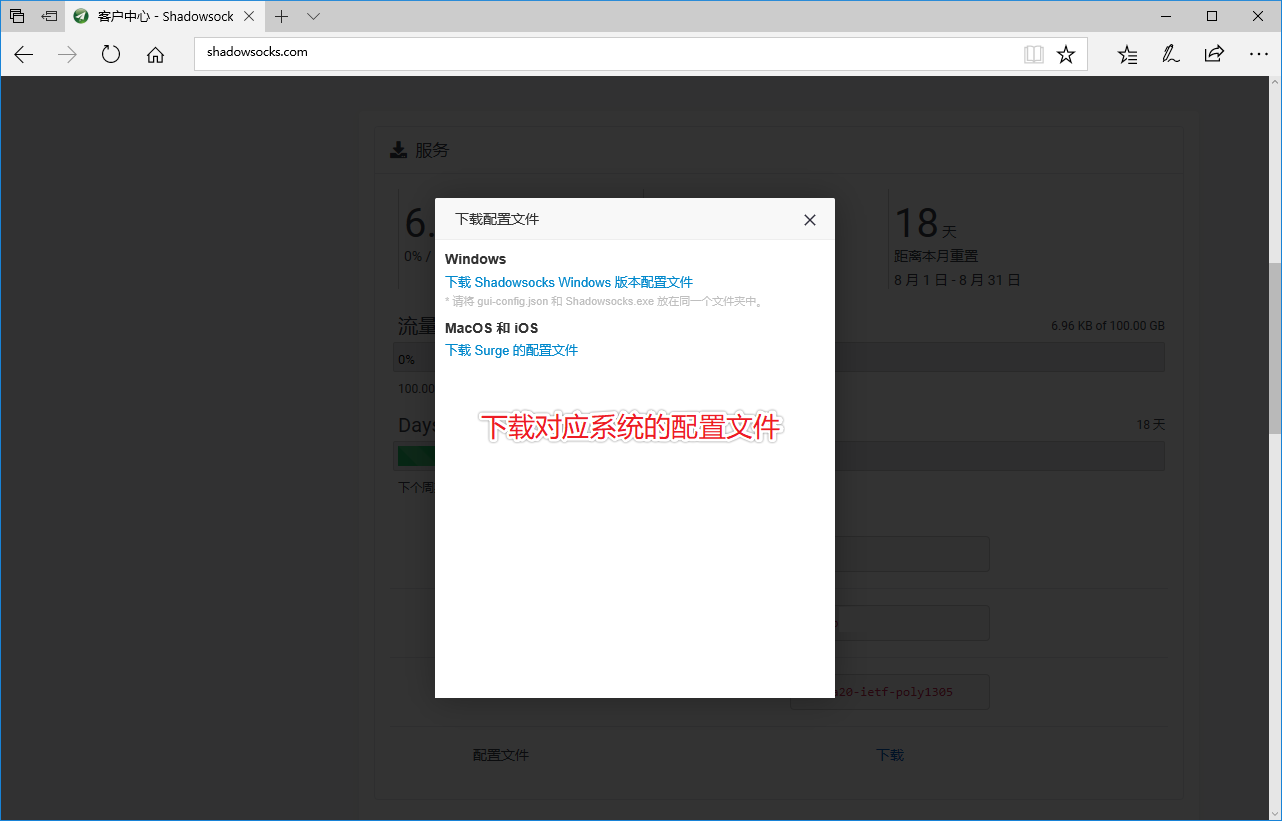 客户中心 - Shadowsock
shadowsocks.com
服务
6.
0% /
18 天
距离本月重置
8 月 1 日 - 8 月 31 日
下载配置文件
Windows
下载 Shadowsocks Windows 版本配置文件
* 请将 gui-config.json 和 Shadowsocks.exe 放在同一个文件夹中。
MacOS 和 iOS
下载 Surge 的配置文件
下载对应系统的配置文件
流量
6.96 KB of 100.00 GB
0%
100.00
Days
18 天
下个周
a20-ietf-poly1305
配置文件
下载